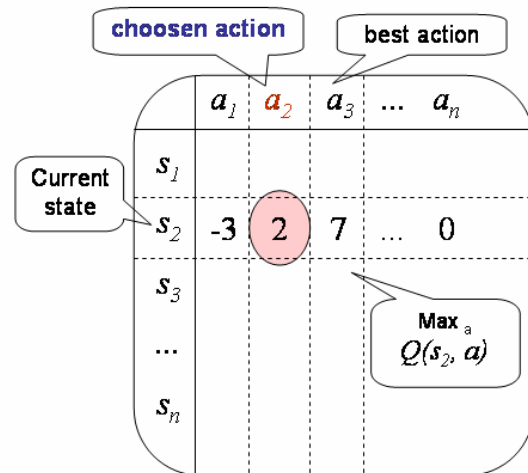 choosen action
best action
a1 a2 a3 ... an
s1
Current
state
s2 -3 2 7 ... 0
s3
Max a
Q(s2, a)
...
sn